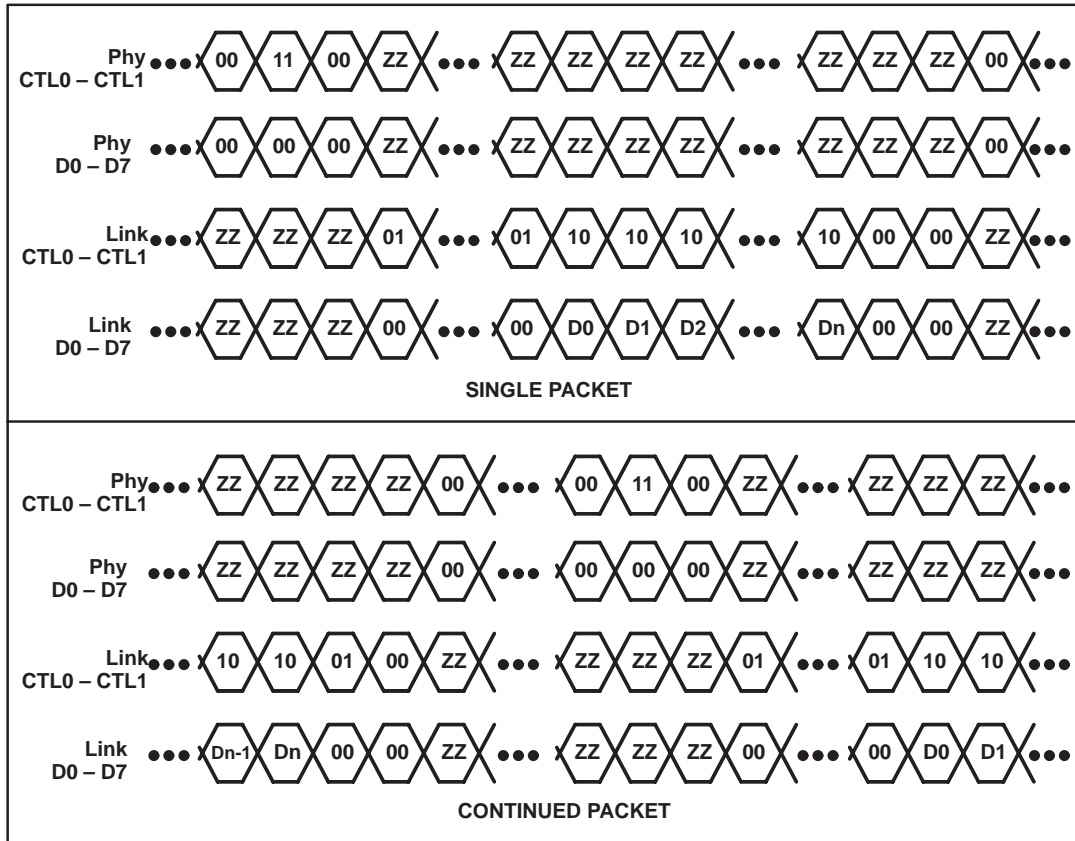 Phy
CTL0 – CTL1
00 11 00 ZZ ZZ ZZ ZZ ZZ ZZ ZZ ZZ 00
Phy
D0 – D7
00 00 00 ZZ ZZ ZZ ZZ ZZ ZZ ZZ ZZ 00
Link
CTL0 – CTL1
ZZ ZZ ZZ 01 01 10 10 10 10 00 00 ZZ
Link
D0 – D7
ZZ ZZ ZZ 00 00 D0 D1 D2 Dn 00 00 ZZ
SINGLE PACKET
Phy
CTL0 – CTL1
ZZ ZZ ZZ ZZ 00 00 11 00 ZZ ZZ ZZ ZZ
Phy
D0 – D7
ZZ ZZ ZZ ZZ 00 00 00 00 ZZ ZZ ZZ ZZ
Link
CTL0 – CTL1
10 10 01 00 ZZ ZZ ZZ ZZ 01 01 10 10
Link
D0 – D7
Dn-1 Dn 00 00 ZZ ZZ ZZ ZZ 00 00 D0 D1
CONTINUED PACKET